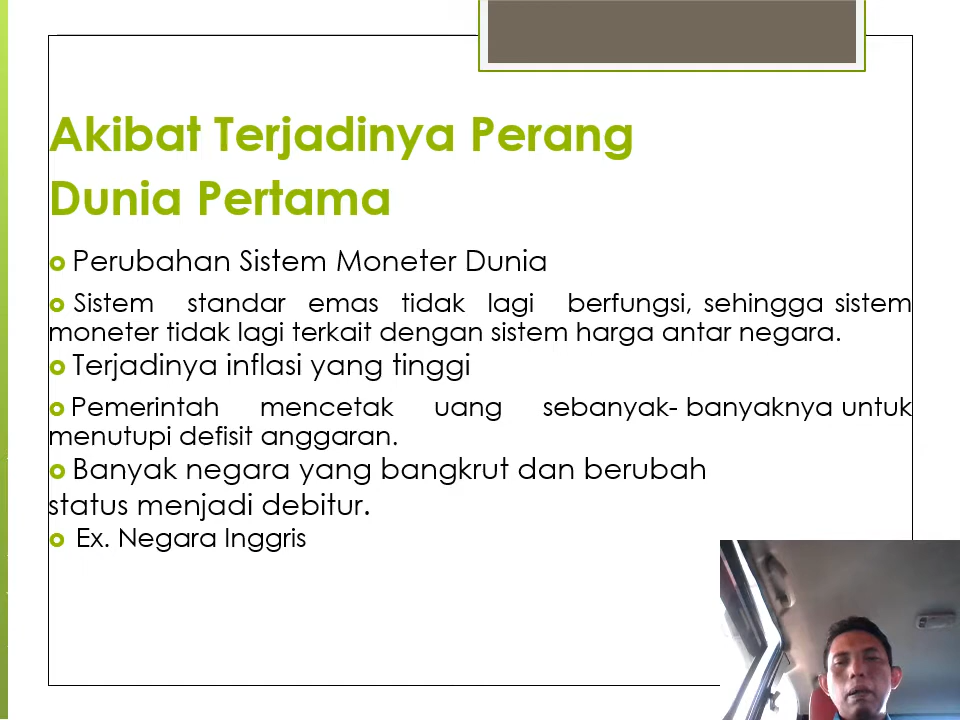 Akibat Terjadinya Perang
Dunia Pertama
Perubahan Sistem Moneter Dunia
Sistem standar emas tidak lagi berfungsi, sehingga sistem
moneter tidak lagi terkait dengan sistem harga antar negara.
Terjadinya inflasi yang tinggi
Pemerintah mencetak uang sebanyak- banyaknya untuk
menutupi defisit anggaran.
Banyak negara yang bangkrut dan berubah
status menjadi debitur.
Ex. Negara Inggris